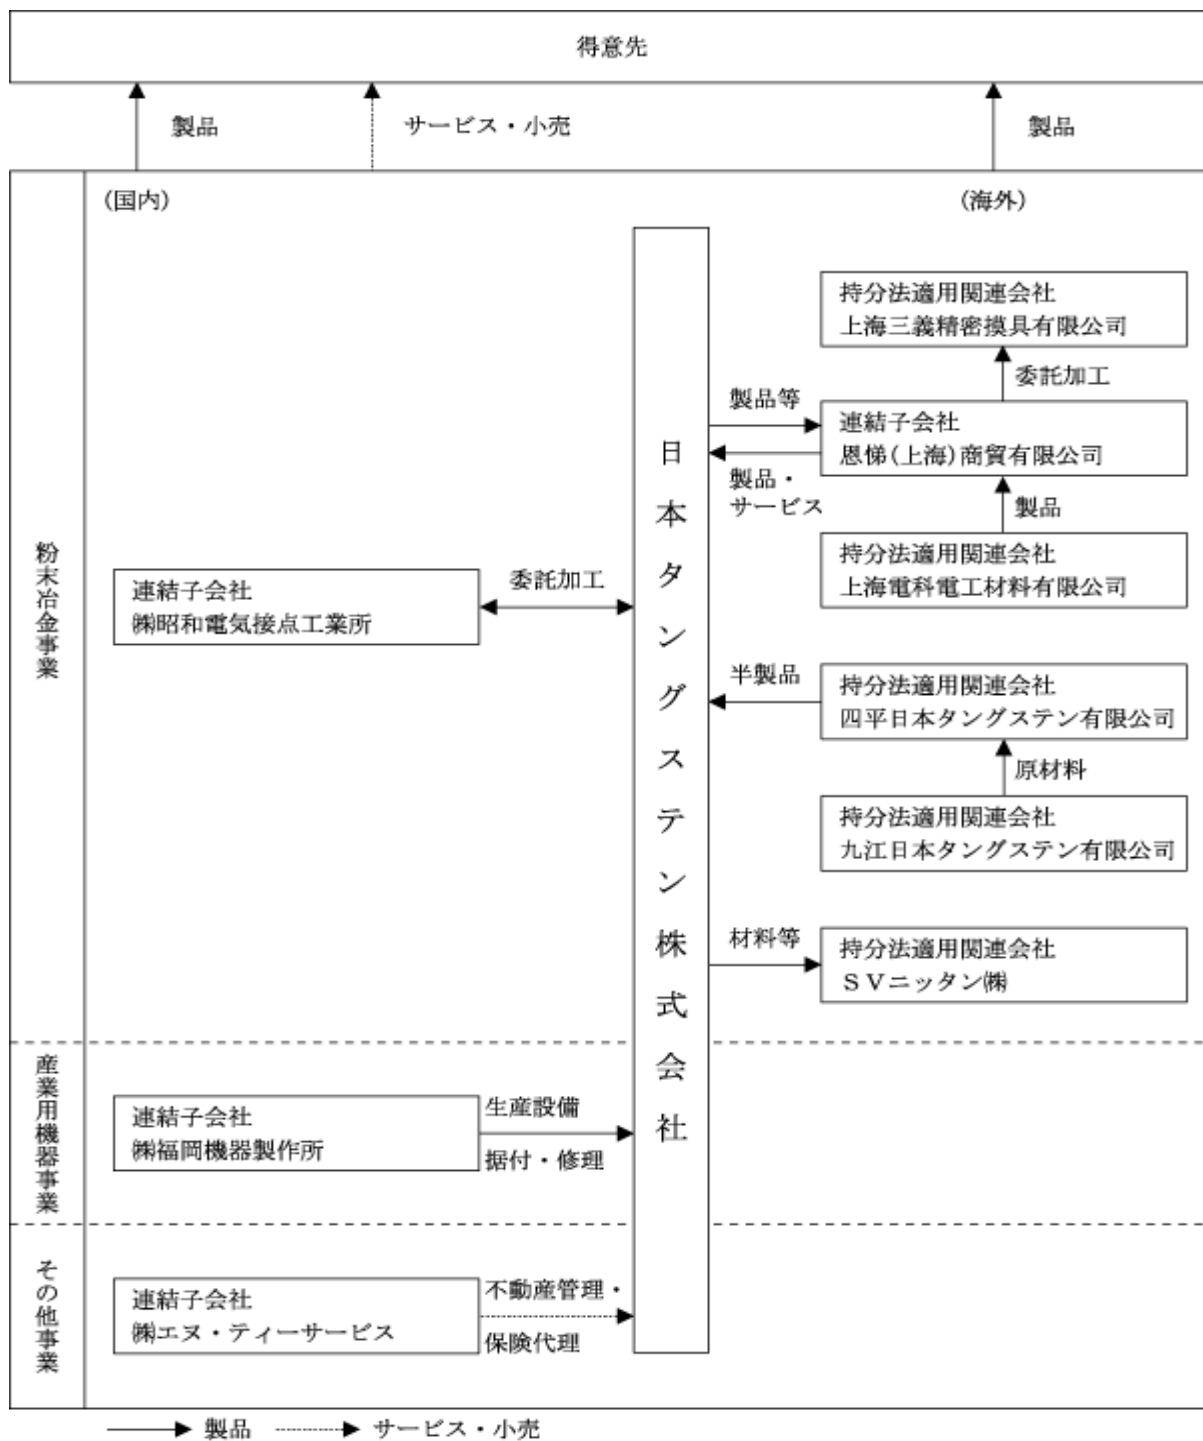 得意先
製品
サービス・小売
製品
(国内)
(海外)
粉末冶金事業
日本タングステン株式会社
持分法適用関連会社
上海三義精密摸具有限公司
委託加工
製品等
連結子会社
恩悌(上海)商貿有限公司
製品・
サービス
製品
持分法適用関連会社
上海電科電工材料有限公司
連結子会社
㈱昭和電気接点工業所
委託加工
半製品
持分法適用関連会社
四平日本タングステン有限公司
原材料
持分法適用関連会社
九江日本タングステン有限公司
材料等
持分法適用関連会社
ＳＶニッタン㈱
産業用機器事業
連結子会社
㈱福岡機器製作所
生産設備
据付・修理
その他事業
連結子会社
㈱エヌ・ティーサービス
不動産管理・
保険代理
製品
サービス・小売